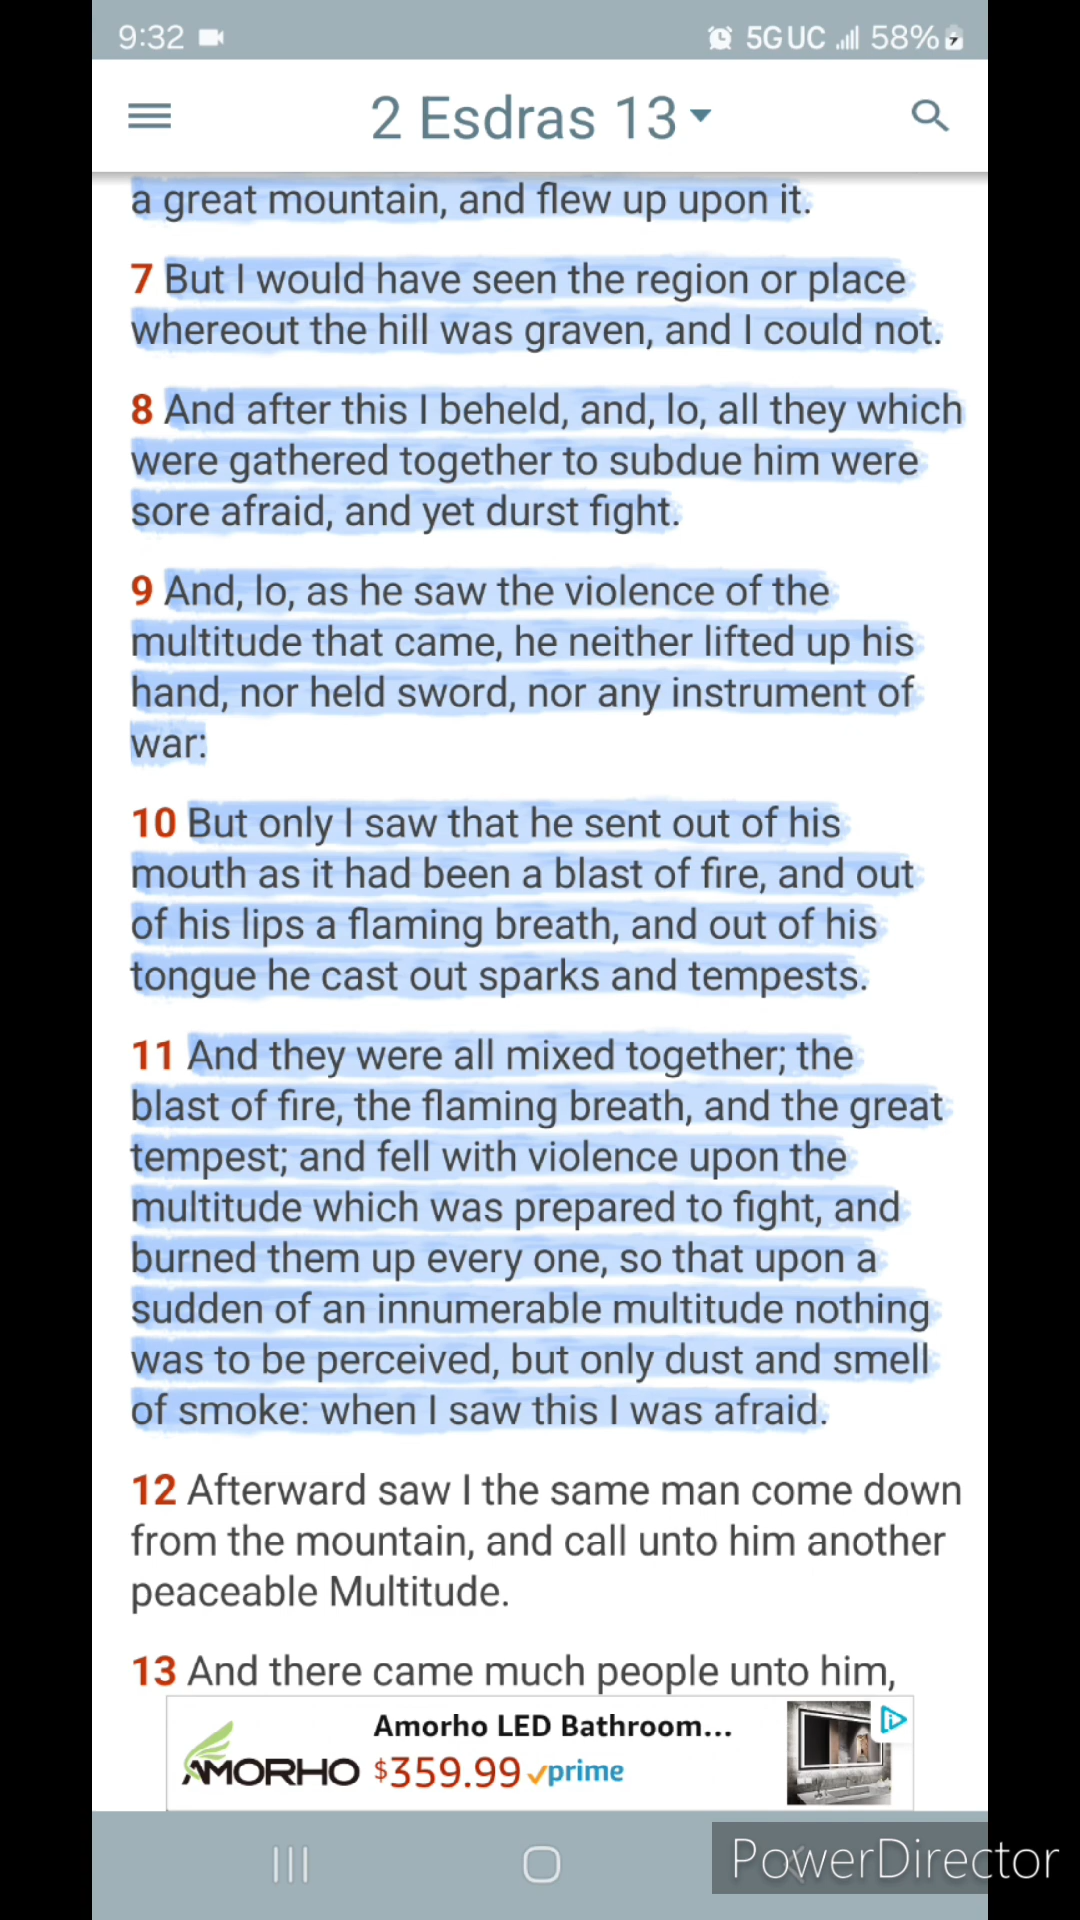 9:32 5G UC 58%
2 Esdras 13
a great mountain, and flew up upon it.
7 But I would have seen the region or place
whereout the hill was graven, and I could not.
8 And after this I beheld, and, lo, all they which
were gathered together to subdue him were
sore afraid, and yet durst fight.
9 And, lo, as he saw the violence of the
multitude that came, he neither lifted up his
hand, nor held sword, nor any instrument of
war:
10 But only I saw that he sent out of his
mouth as it had been a blast of fire, and out
of his lips a flaming breath, and out of his
tongue he cast out sparks and tempests.
11 And they were all mixed together; the
blast of fire, the flaming breath, and the great
tempest; and fell with violence upon the
multitude which was prepared to fight, and
burned them up every one, so that upon a
sudden of an innumerable multitude nothing
was to be perceived, but only dust and smell
of smoke: when I saw this I was afraid.
12 Afterward saw I the same man come down
from the mountain, and call unto him another
peaceable Multitude.
13 And there came much people unto him,
Amorho LED Bathroom...
AMORHO $359.99 prime
PowerDirector